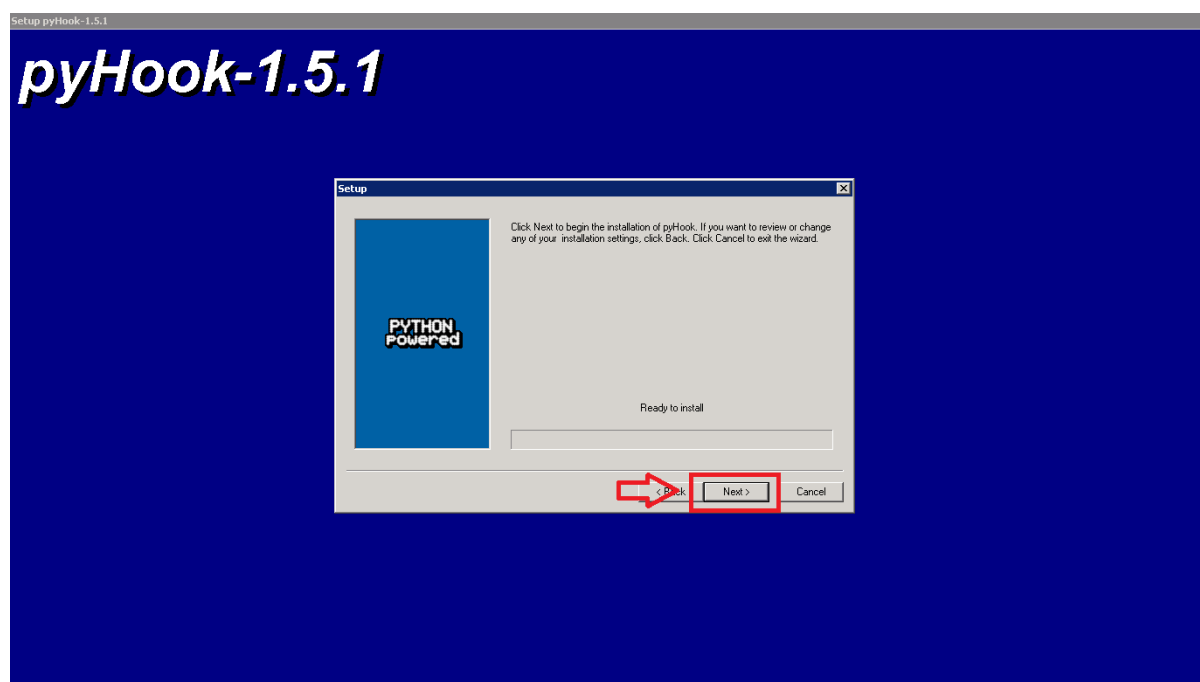 Setup pyHook-1.5.1
pyHook-1.5.1
Setup
Click Next to begin the installation of pyHook. If you want to review or change
any of your installation settings, click Back. Click Cancel to exit the wizard.
PYTHON
Powered
Ready to install
< Back
Next >
Cancel